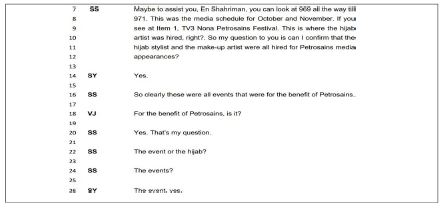 7 SS Maybe to assist you, En Shahriman, you can look at 969 all the way till
8 971. This was the media schedule for October and November. If you
9 see at Item 1, TV3 Nona Petrosains Festival. This is where the hijab
10 artist was hired, right?. So my question to you is can I confirm that the
11 hijab stylist and the make-up artist were all hired for Petrosains media
12 appearances?
13
14 SY Yes.
15
16 SS So clearly these were all events that were for the benefit of Petrosains.
17
18 VJ For the benefit of Petrosains, is it?
19
20 SS Yes. That's my question.
21
22 SS The event or the hijab?
23
24 SS The events?
25
26 SY The event, yes.